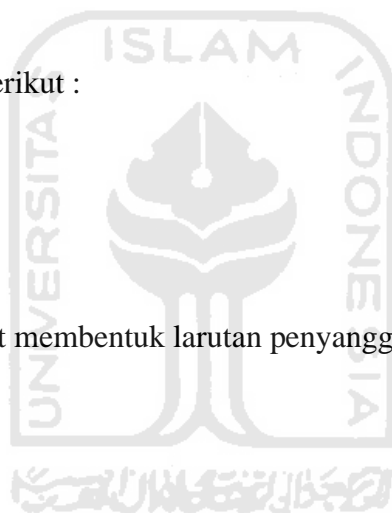 ISLAM
erikut :
UNIVERSITAS
INDONESIA
t membentuk larutan penyangg